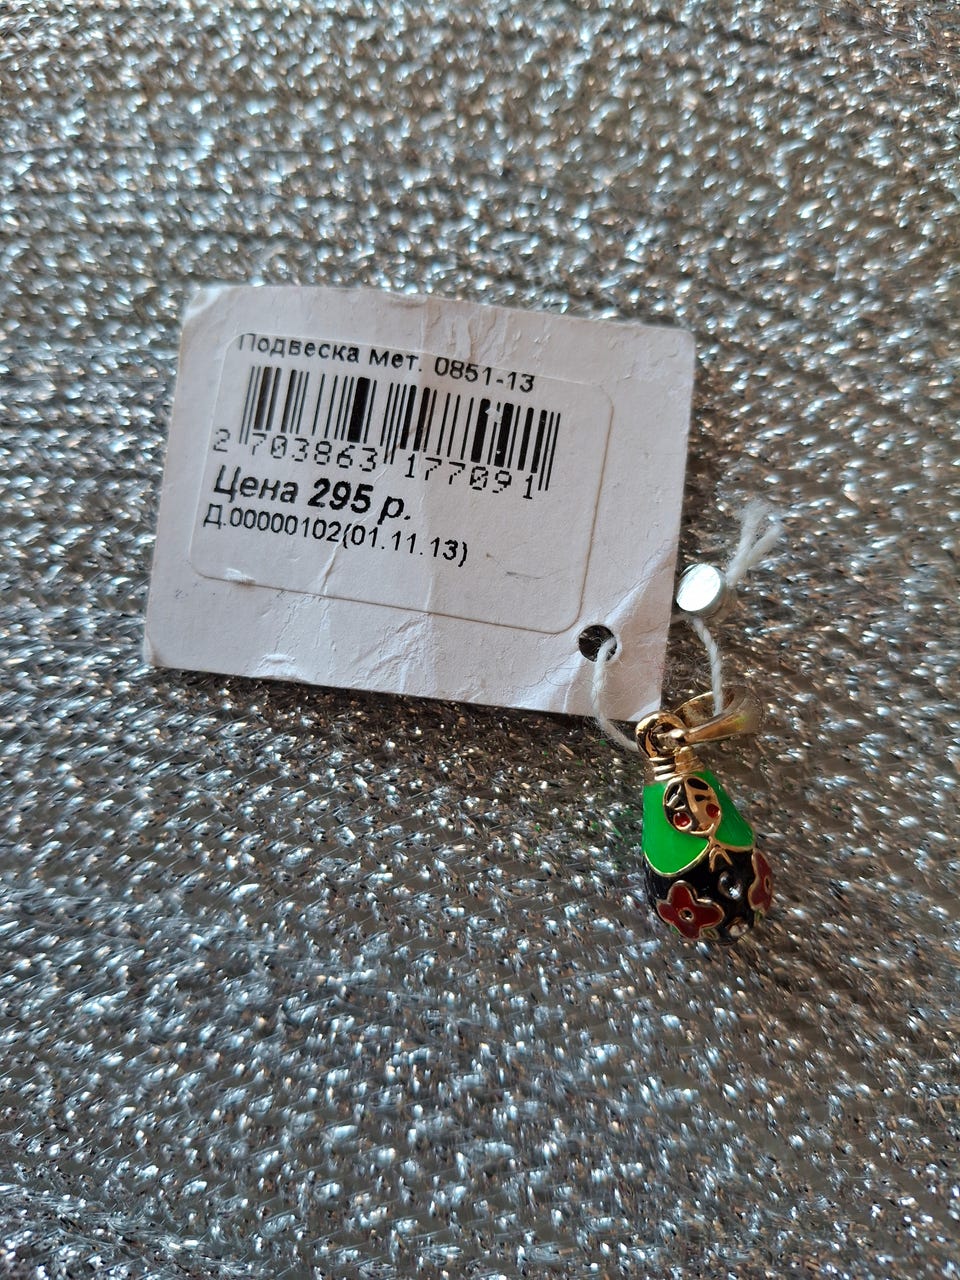 Подвеска мет. 0851-13
2 703863 177091
Цена 295 р.
Д.00000102(01.11.13)